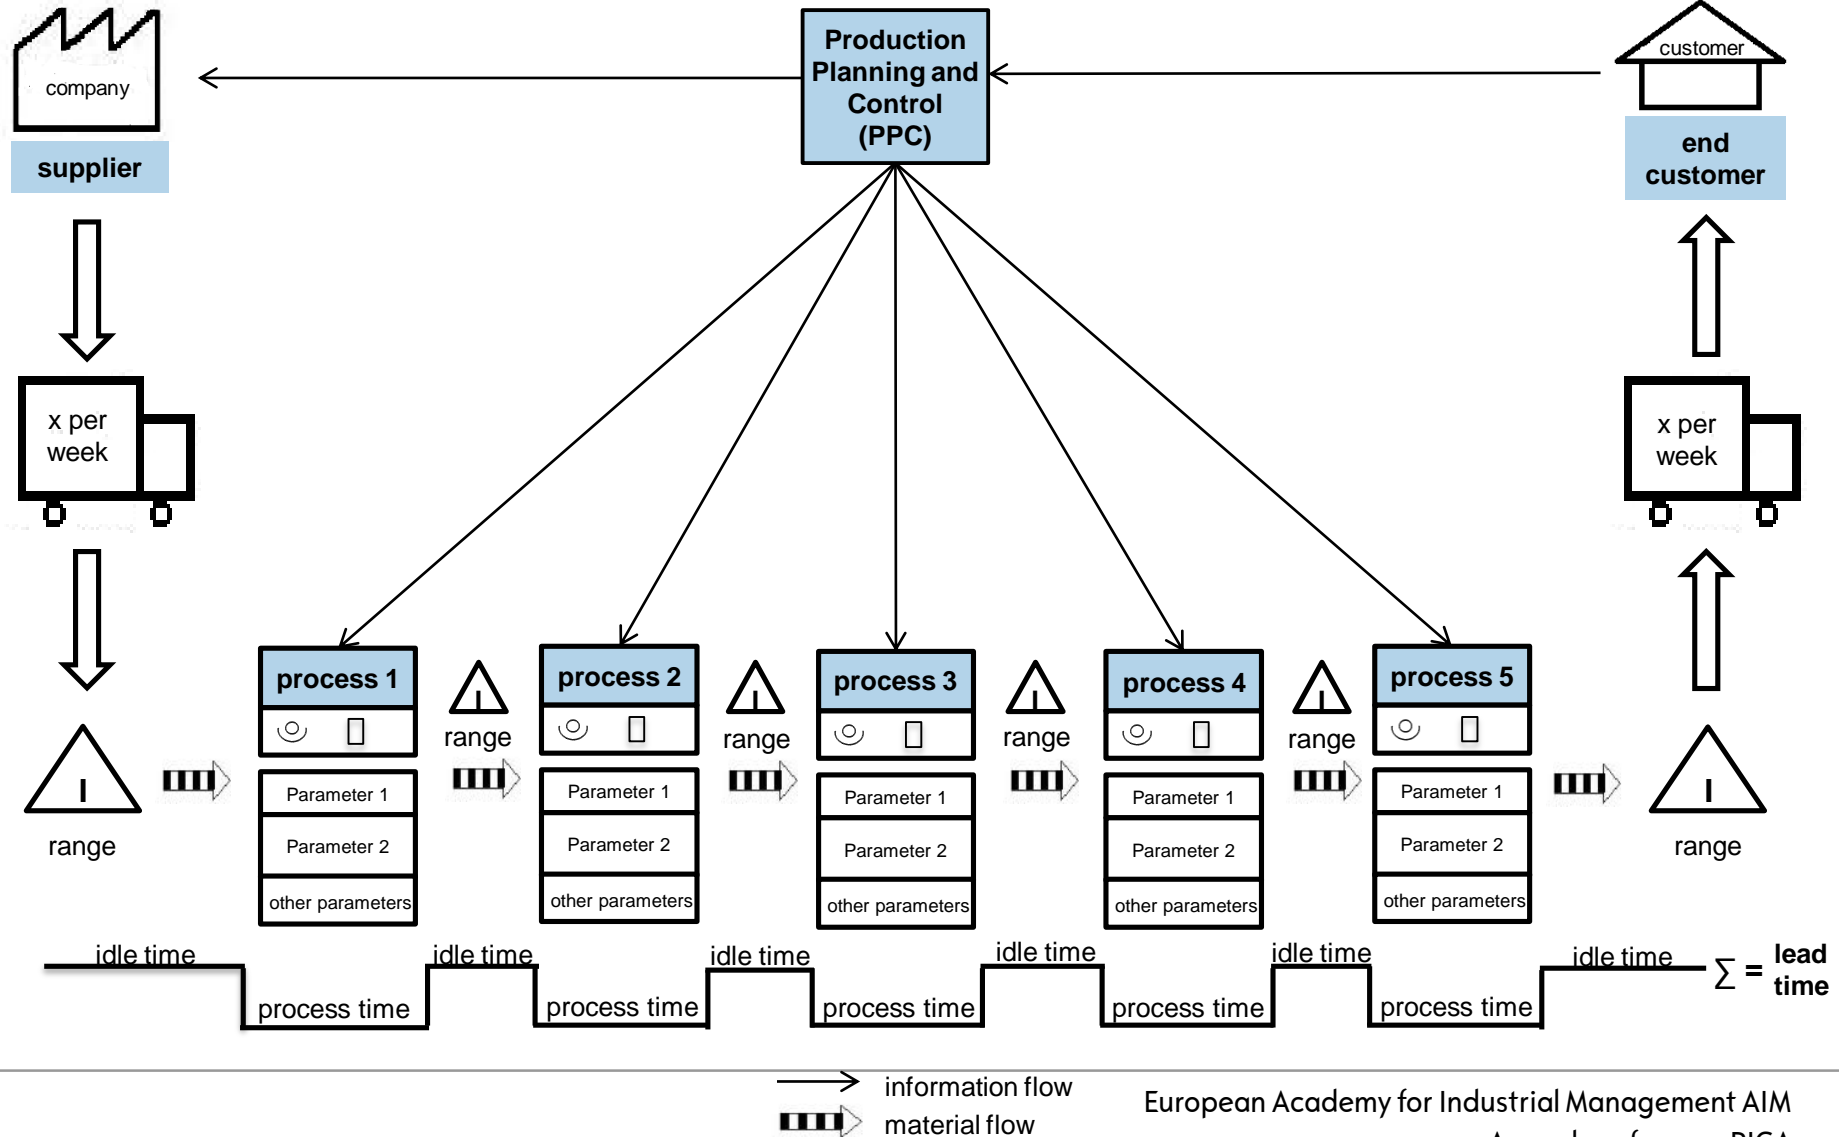 company
supplier
Production
Planning and
Control
(PPC)
customer
end
customer
x per
week
x per
week
process 1
process 2
process 3
process 4
process 5
I
range
I
range
I
range
I
range
I
range
I
range
Parameter 1
Parameter 2
other parameters
Parameter 1
Parameter 2
other parameters
Parameter 1
Parameter 2
other parameters
Parameter 1
Parameter 2
other parameters
Parameter 1
Parameter 2
other parameters
idle time
process time
idle time
process time
idle time
process time
idle time
process time
idle time
process time
idle time
∑ = lead
time
information flow
material flow
European Academy for Industrial Management AIM